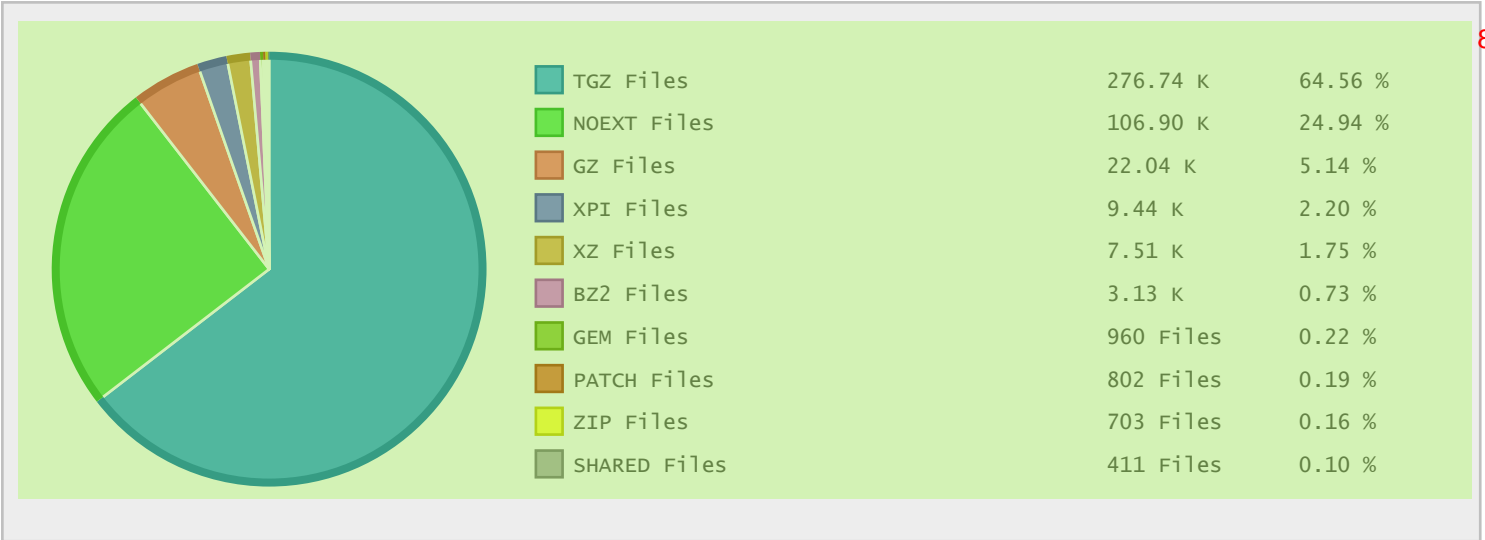 TGZ Files 276.74 K 64.56 %
NOEXT Files 106.90 K 24.94 %
GZ Files 22.04 K 5.14 %
XPI Files 9.44 K 2.20 %
XZ Files 7.51 K 1.75 %
BZ2 Files 3.13 K 0.73 %
GEM Files 960 Files 0.22 %
PATCH Files 802 Files 0.19 %
ZIP Files 703 Files 0.16 %
SHARED Files 411 Files 0.10 %